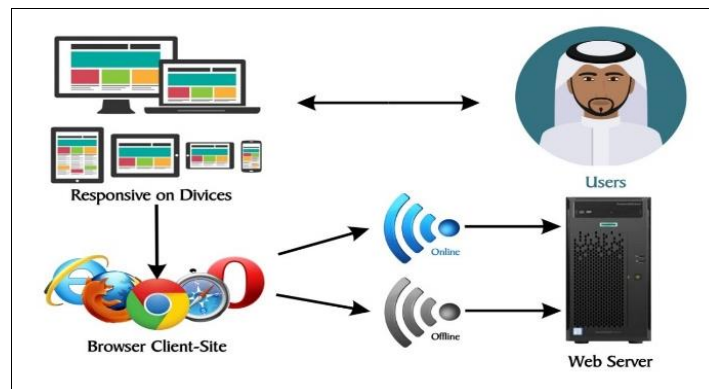 Responsive on Divices
Users
Online
Browser Client-Site
Offline
Web Server